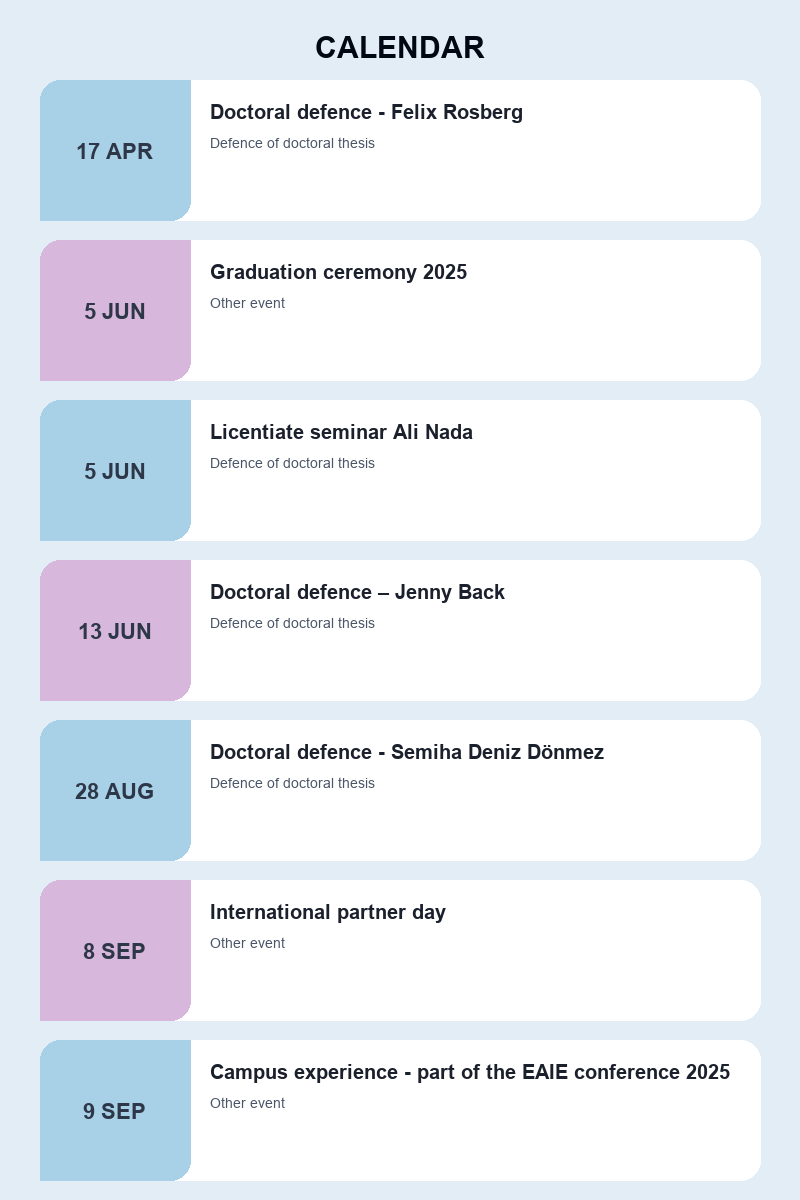 CALENDAR
17 APR
Doctoral defence - Felix Rosberg
Defence of doctoral thesis
5 JUN
Graduation ceremony 2025
Other event
5 JUN
Licentiate seminar Ali Nada
Defence of doctoral thesis
13 JUN
Doctoral defence – Jenny Back
Defence of doctoral thesis
28 AUG
Doctoral defence - Semiha Deniz Dönmez
Defence of doctoral thesis
8 SEP
International partner day
Other event
9 SEP
Campus experience - part of the EAIE conference 2025
Other event